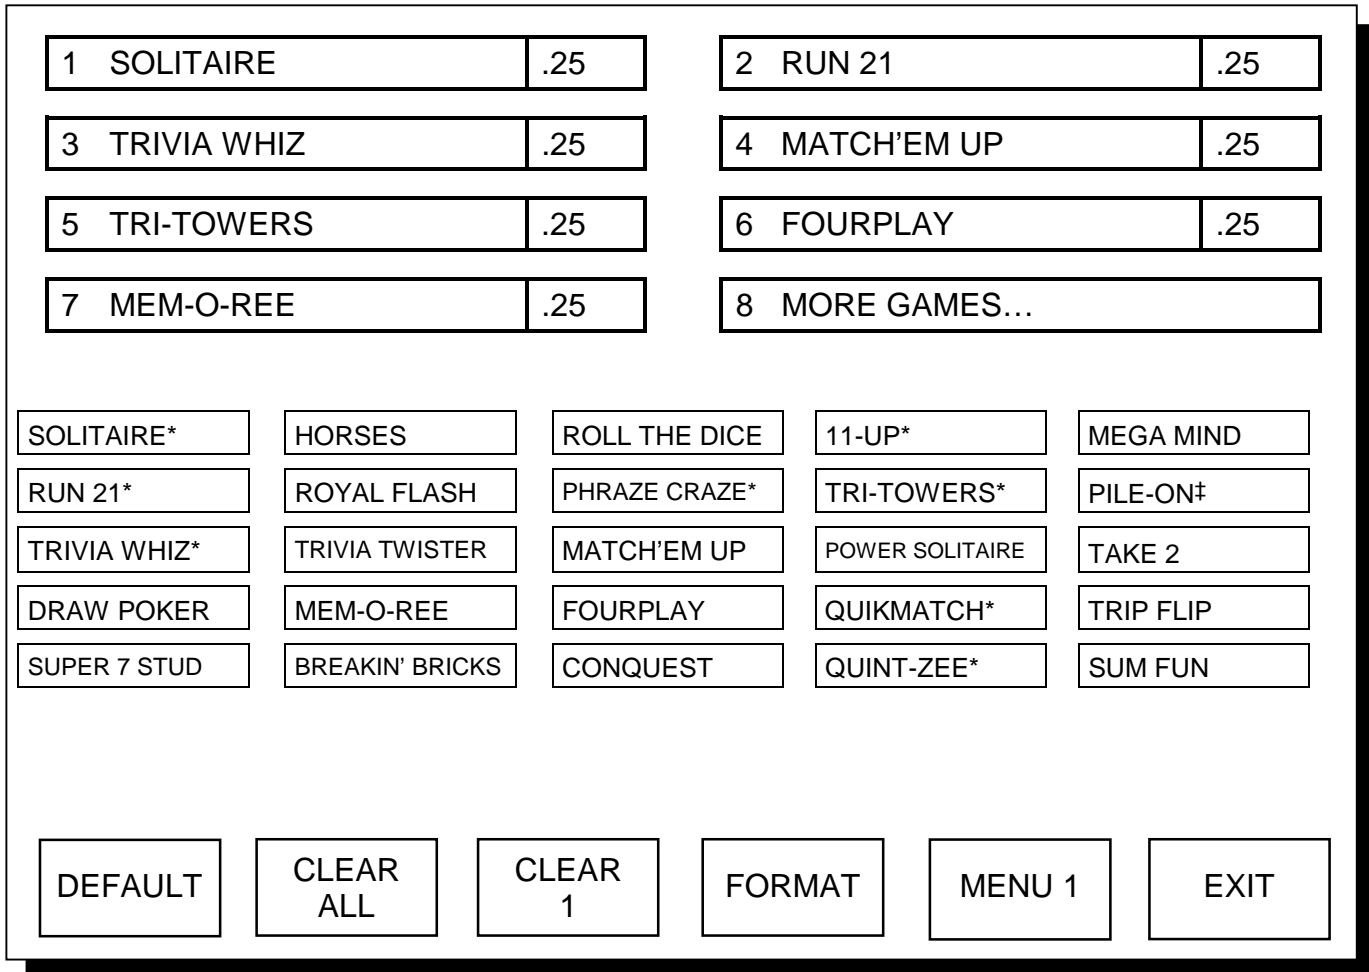 1 SOLITAIRE .25 2 RUN 21 .25
3 TRIVIA WHIZ .25 4 MATCH’EM UP .25
5 TRI-TOWERS .25 6 FOURPLAY .25
7 MEM-O-REE .25 8 MORE GAMES…
SOLITAIRE* HORSES ROLL THE DICE 11-UP* MEGA MIND
RUN 21* ROYAL FLASH PHRAZE CRAZE* TRI-TOWERS* PILE-ON‡
TRIVIA WHIZ* TRIVIA TWISTER MATCH’EM UP POWER SOLITAIRE TAKE 2
DRAW POKER MEM-O-REE FOURPLAY QUIKMATCH* TRIP FLIP
SUPER 7 STUD BREAKIN’ BRICKS CONQUEST QUINT-ZEE* SUM FUN
DEFAULT
CLEAR
ALL
CLEAR
1
FORMAT
MENU 1
EXIT